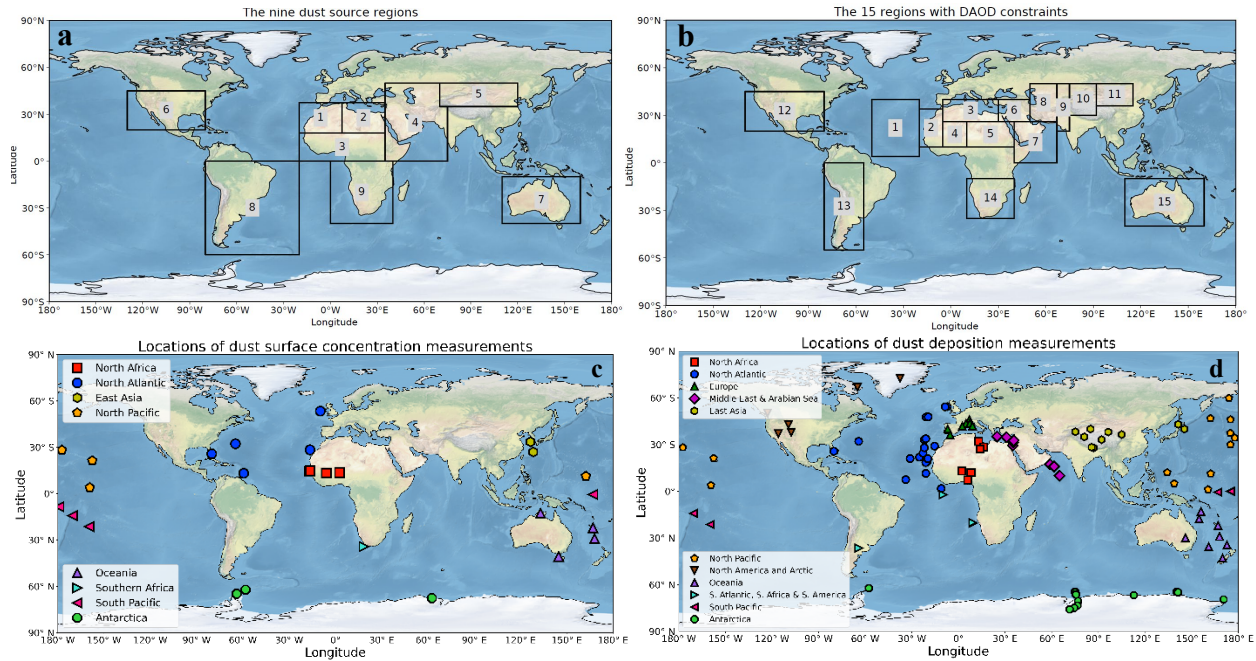 The nine dust source regions
a
90°N
60°N
30°N
0°
30°S
60°S
90°S
Latitude
1
2
3
4
5
6
7
8
9
180°W 150°W 120°W 90°W 60°W 30°W 0° 30°E 60°E 90°E 120°E 150°E 180°E
Longitude
The 15 regions with DAOD constraints
b
90°N
60°N
30°N
0°
30°S
60°S
90°S
Latitude
1
2
3
4
5
6
7
8
9
10
11
12
13
14
15
180°W 150°W 120°W 90°W 60°W 30°W 0° 30°E 60°E 90°E 120°E 150°E 180°E
Longitude
Locations of dust surface concentration measurements
c
90° N
60° N
30° N
0°
30° S
60° S
90° S
Latitude
North Africa
North Atlantic
East Asia
North Pacific
Oceania
Southern Africa
South Pacific
Antarctica
180° W 150° W 120° W 90° W 60° W 30° W 0° 30° E 60° E 90° E 120° E 150° E 180° E
Longitude
Locations of dust deposition measurements
d
90° N
60° N
30° N
0°
30° S
60° S
90° S
Latitude
North Africa
North Atlantic
Europe
Middle East & Arabian Sea
East Asia
North Pacific
North America and Arctic
Oceania
S. Atlantic, S. Africa & S. America
South Pacific
Antarctica
180° W 150° W 120° W 90° W 60° W 30° W 0° 30° E 60° E 90° E 120° E 150° E 180° E
Longitude